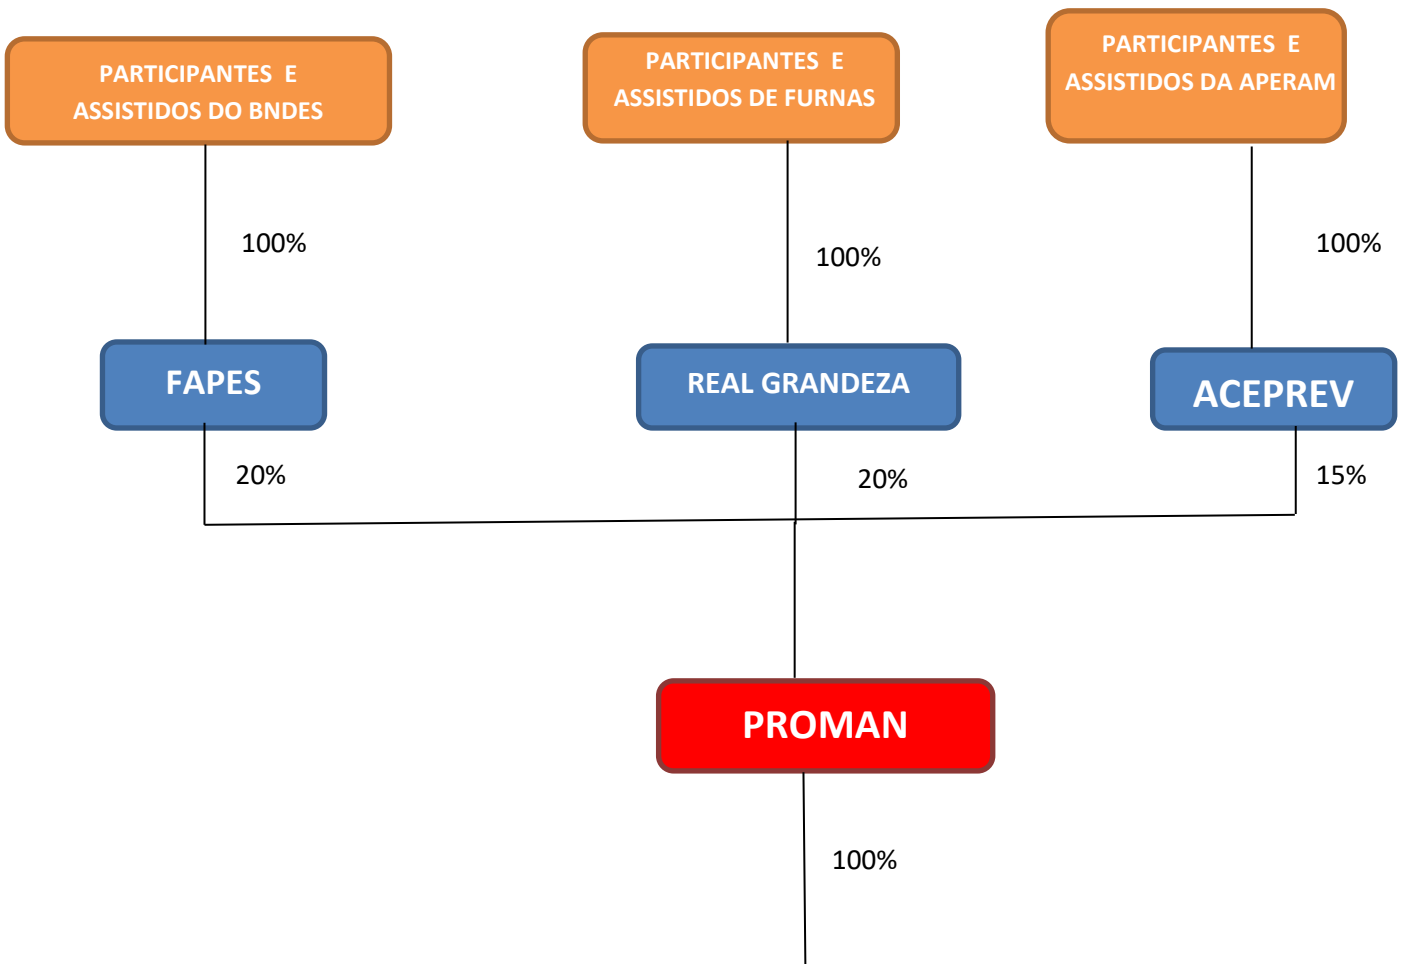 PARTICIPANTES E
ASSISTIDOS DO BNDES
PARTICIPANTES E
ASSISTIDOS DE FURNAS
PARTICIPANTES E
ASSISTIDOS DA APERAM
100%
100%
100%
FAPES
REAL GRANDEZA
ACEPREV
20%
20%
15%
PROMAN
100%